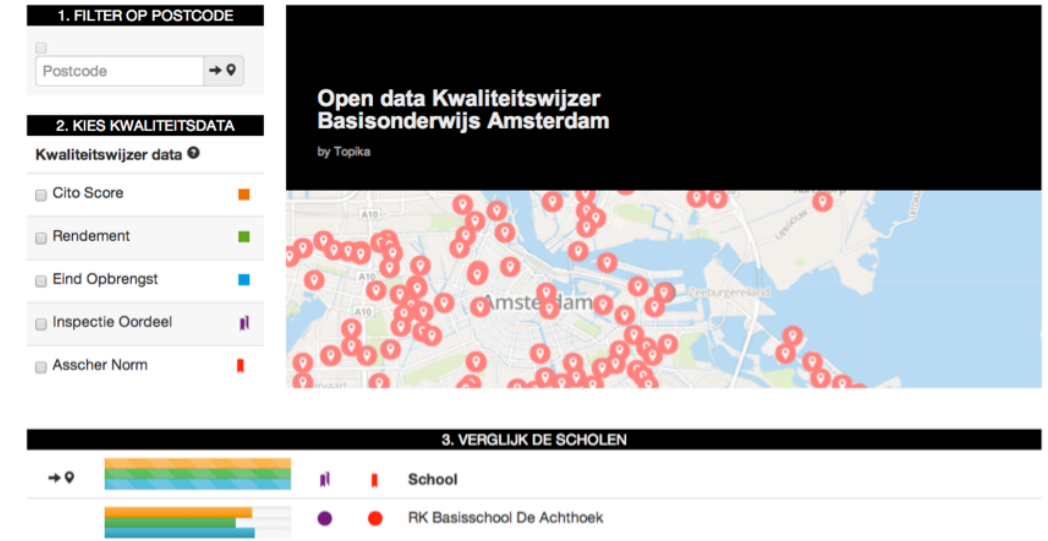 1. FILTER OP POSTCODE
Postcode
2. KIES KWALITEITSDATA
Kwaliteitswijzer data
Cito Score
Rendement
Eind Opbrengst
Inspectie Oordeel
Asscher Norm
Open data Kwaliteitswijzer
Basisonderwijs Amsterdam
by Topika
A10
A10
A10
Amsterdam
Zeeburgereiland
3. VERGLIJK DE SCHOLEN
School
RK Basisschool De Achthoek